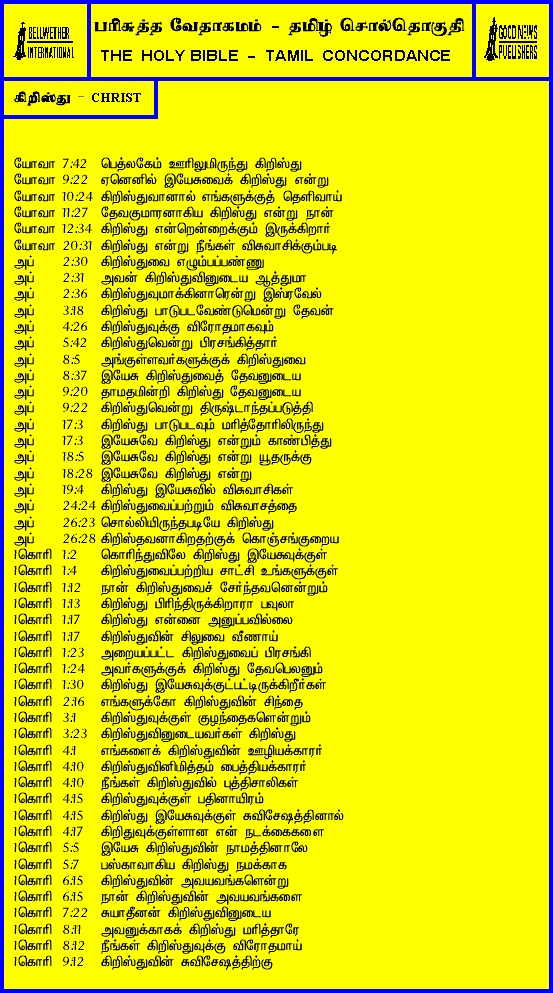 BELLWETHER
INTERNATIONAL
பரிசுத்த வேதாகமம் - தமிழ் சொல்தொகுதி
THE HOLY BIBLE - TAMIL CONCORDANCE
GOOD NEWS
PUBLISHERS
கிறிஸ்து - CHRIST
யோவா 7:42 பெத்லகேம் ஊரிலுமிருந்து கிறிஸ்து
யோவா 9:22 ஏனெனில் இயேசுவைக் கிறிஸ்து என்று
யோவா 10:24 கிறிஸ்துவானால் எங்களுக்குத் தெளிவாய்
யோவா 11:27 தேவகுமாரனாகிய கிறிஸ்து என்று நான்
யோவா 12:34 கிறிஸ்து என்றென்றைக்கும் இருக்கிறார்
யோவா 20:31 கிறிஸ்து என்று நீங்கள் விசுவாசிக்கும்படி
அப் 2:30 கிறிஸ்துவை எழும்பப்பண்ணு
அப் 2:31 அவன் கிறிஸ்துவினுடைய ஆத்துமா
அப் 2:36 கிறிஸ்துவுமாக்கினாரென்று இஸ்ரவேல்
அப் 3:18 கிறிஸ்து பாடுபடவேண்டுமென்று தேவன்
அப் 4:26 கிறிஸ்துவுக்கு விரோதமாகவும்
அப் 5:42 கிறிஸ்துவென்று பிரசங்கித்தார்
அப் 8:5 அங்குள்ளவர்களுக்குக் கிறிஸ்துவை
அப் 8:37 இயேசு கிறிஸ்துவைத் தேவனுடைய
அப் 9:20 தாமதமின்றி கிறிஸ்து தேவனுடைய
அப் 9:22 கிறிஸ்துவென்று திருஷ்டாந்தப்படுத்தி
அப் 17:3 கிறிஸ்து பாடுபடவும் மரித்தோரிலிருந்து
அப் 17:3 இயேசுவே கிறிஸ்து என்றும் காண்பித்து
அப் 18:5 இயேசுவே கிறிஸ்து என்று யூதருக்கு
அப் 18:28 இயேசுவே கிறிஸ்து என்று
அப் 19:4 கிறிஸ்து இயேசுவில் விசுவாசிகள்
அப் 24:24 கிறிஸ்துவைப்பற்றும் விசுவாசத்தை
அப் 26:23 சொல்லியிருந்தபடியே கிறிஸ்து
அப் 26:28 கிறிஸ்தவனாகிறதற்குக் கொஞ்சங்குறைய
1கொரி 1:2 கொரிந்துவிலே கிறிஸ்து இயேசுவுக்குள்
1கொரி 1:4 கிறிஸ்துவைப்பற்றிய சாட்சி உங்களுக்குள்
1கொரி 1:12 நான் கிறிஸ்துவைச் சேர்ந்தவனென்றும்
1கொரி 1:13 கிறிஸ்து பிரிந்திருக்கிறாரா பவுலா
1கொரி 1:17 கிறிஸ்து என்னை அனுப்பவில்லை
1கொரி 1:17 கிறிஸ்துவின் சிலுவை வீணாய்
1கொரி 1:23 அறையப்பட்ட கிறிஸ்துவைப் பிரசங்கி
1கொரி 1:24 அவர்களுக்குக் கிறிஸ்து தேவபெலனும்
1கொரி 1:30 கிறிஸ்து இயேசுவுக்குட்பட்டிருக்கிறீர்கள்
1கொரி 2:16 எங்களுக்கோ கிறிஸ்துவின் சிந்தை
1கொரி 3:1 கிறிஸ்துவுக்குள் குழந்தைகளென்றும்
1கொரி 3:23 கிறிஸ்துவினுடையவர்கள் கிறிஸ்து
1கொரி 4:1 எங்களைக் கிறிஸ்துவின் ஊழியக்காரர்
1கொரி 4:10 கிறிஸ்துவினிமித்தம் பைத்தியக்காரர்
1கொரி 4:10 நீங்கள் கிறிஸ்துவில் புத்திசாலிகள்
1கொரி 4:15 கிறிஸ்துவுக்குள் பதினாயிரம்
1கொரி 4:15 கிறிஸ்து இயேசுவுக்குள் சுவிசேஷத்தினால்
1கொரி 4:17 கிறிதுவுக்குள்ளான என் நடக்கைகளை
1கொரி 5:5 இயேசு கிறிஸ்துவின் நாமத்தினாலே
1கொரி 5:7 பஸ்காவாகிய கிறிஸ்து நமக்காக
1கொரி 6:15 கிறிஸ்துவின் அவயவங்களென்று
1கொரி 6:15 நான் கிறிஸ்துவின் அவயவங்களை
1கொரி 7:22 சுயாதீனன் கிறிஸ்துவினுடைய
1கொரி 8:11 அவனுக்காகக் கிறிஸ்து மரித்தாரே
1கொரி 8:12 நீங்கள் கிறிஸ்துவுக்கு விரோதமாய்
1கொரி 9:12 கிறிஸ்துவின் சுவிசேஷத்திற்கு